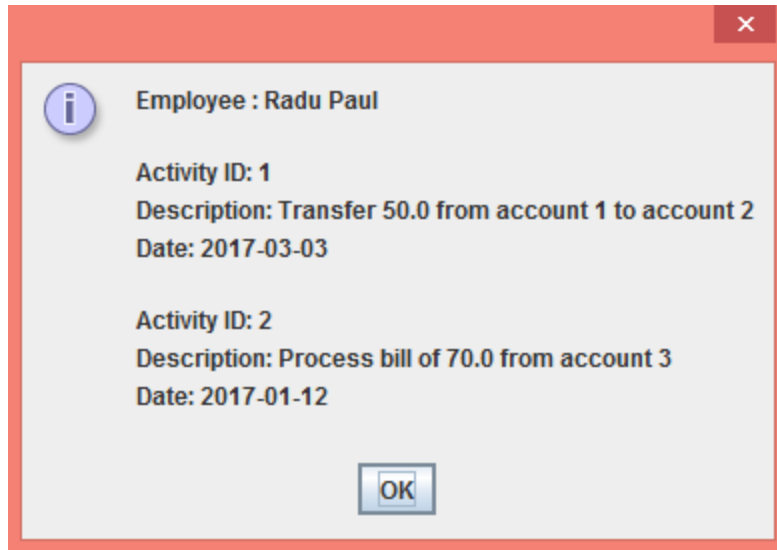 Employee : Radu Paul
Activity ID: 1
Description: Transfer 50.0 from account 1 to account 2
Date: 2017-03-03
Activity ID: 2
Description: Process bill of 70.0 from account 3
Date: 2017-01-12
OK